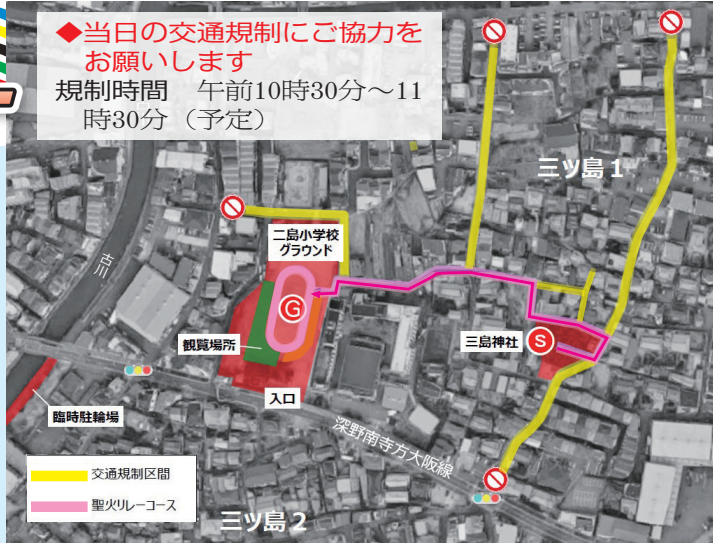 ◆当日の交通規制にご協力を
お願いします
規制時間　午前10時30分～11
時30分（予定）
三ツ島1
二島小学校
グラウンド
古川
G
観覧場所
三島神社
S
入口
臨時駐輪場
深野南寺方大阪線
交通規制区間
聖火リレーコース
三ツ島2